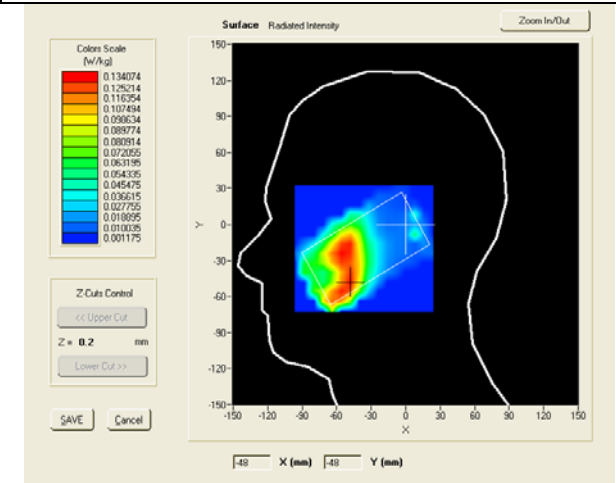 Surface Radiated Intensity
Zoom In/Out
Colors Scale
(W/kg)
0.134074
0.125214
0.116354
0.107494
0.098634
0.089774
0.080914
0.072055
0.063195
0.054335
0.045475
0.036615
0.027755
0.018895
0.010035
0.001175
Z-Cuts Control
<< Upper Cut
Z = 0.2 mm
Lower Cut >>
SAVE Cancel
150
120
90
60
30
0
-30
-60
-90
-120
-150
Y
-150 -120 -90 -60 -30 0 30 60 90 120 150
X
-48 X (mm) -48 Y (mm)